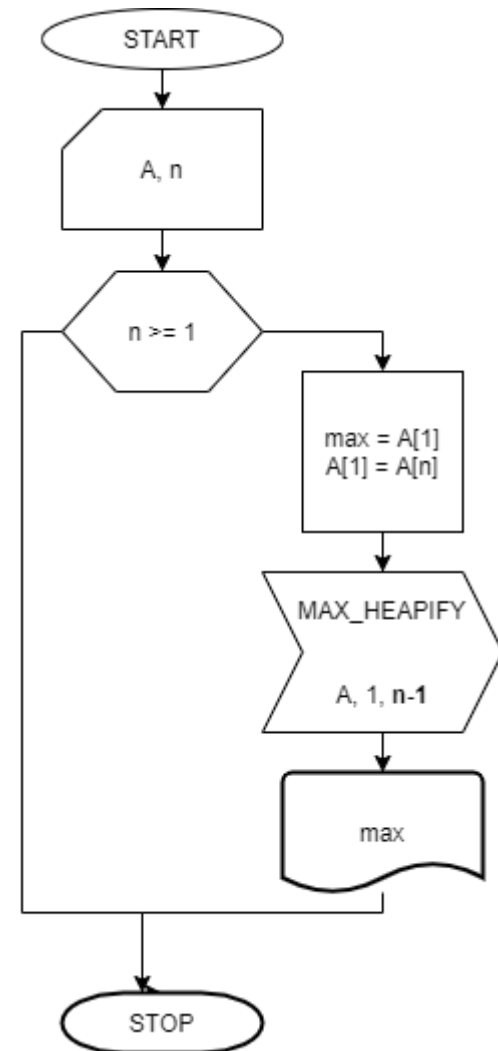 START
A, n
n >= 1
max = A[1]
A[1] = A[n]
MAX_HEAPIFY
A, 1, n-1
max
STOP